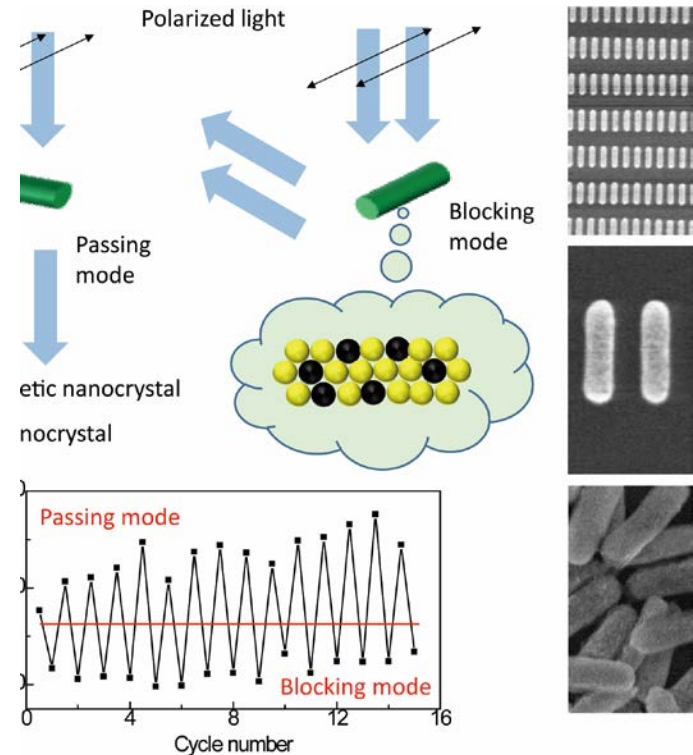 Polarized light
Blocking
mode
Passing
mode
etic nanocrystal
nocrystal
Passing mode
Blocking mode
0 4 8 12 16
Cycle number